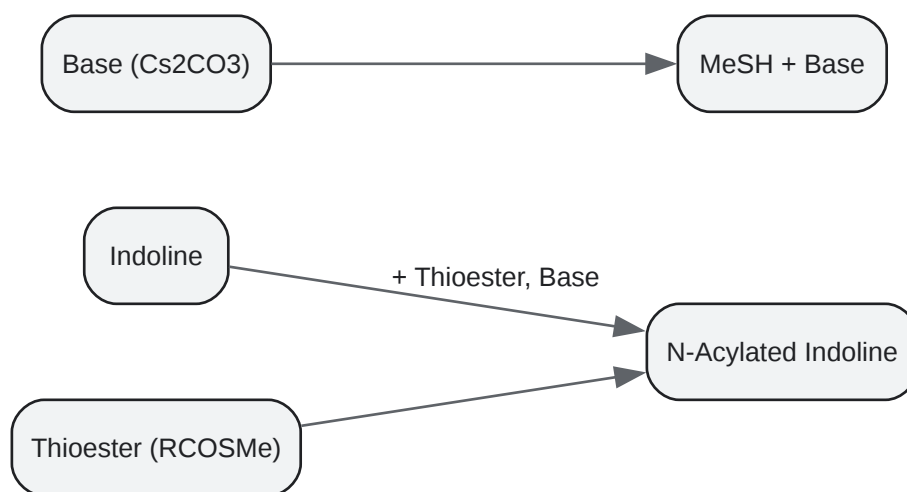 Base (Cs2CO3)
MeSH + Base
Indoline
+ Thioester, Base
N-Acylated Indoline
Thioester (RCOSMe)